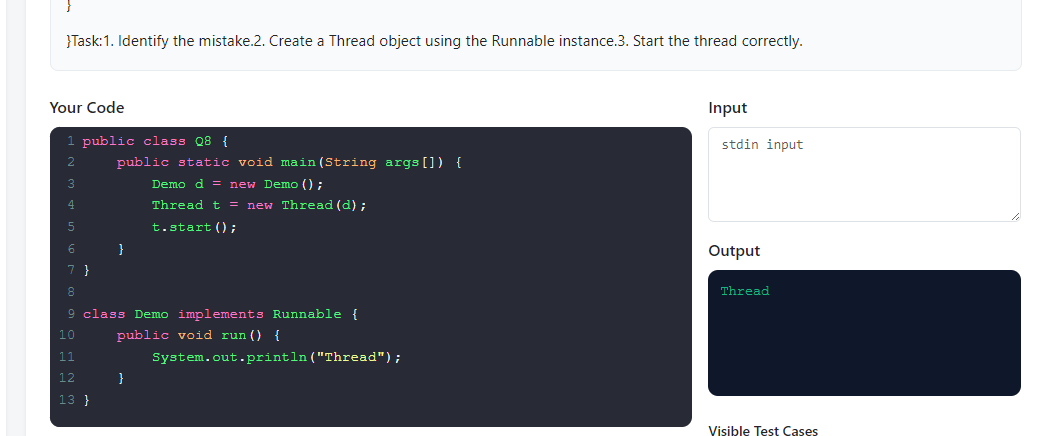 }
}Task:1. Identify the mistake.2. Create a Thread object using the Runnable instance.3. Start the thread correctly.
Your Code
1 public class Q8 {
2     public static void main(String args[]) {
3         Demo d = new Demo();
4         Thread t = new Thread(d);
5         t.start();
6     }
7 }
8
9 class Demo implements Runnable {
10     public void run() {
11         System.out.println("Thread");
12     }
13 }
Input
stdin input
Output
Thread
Visible Test Cases